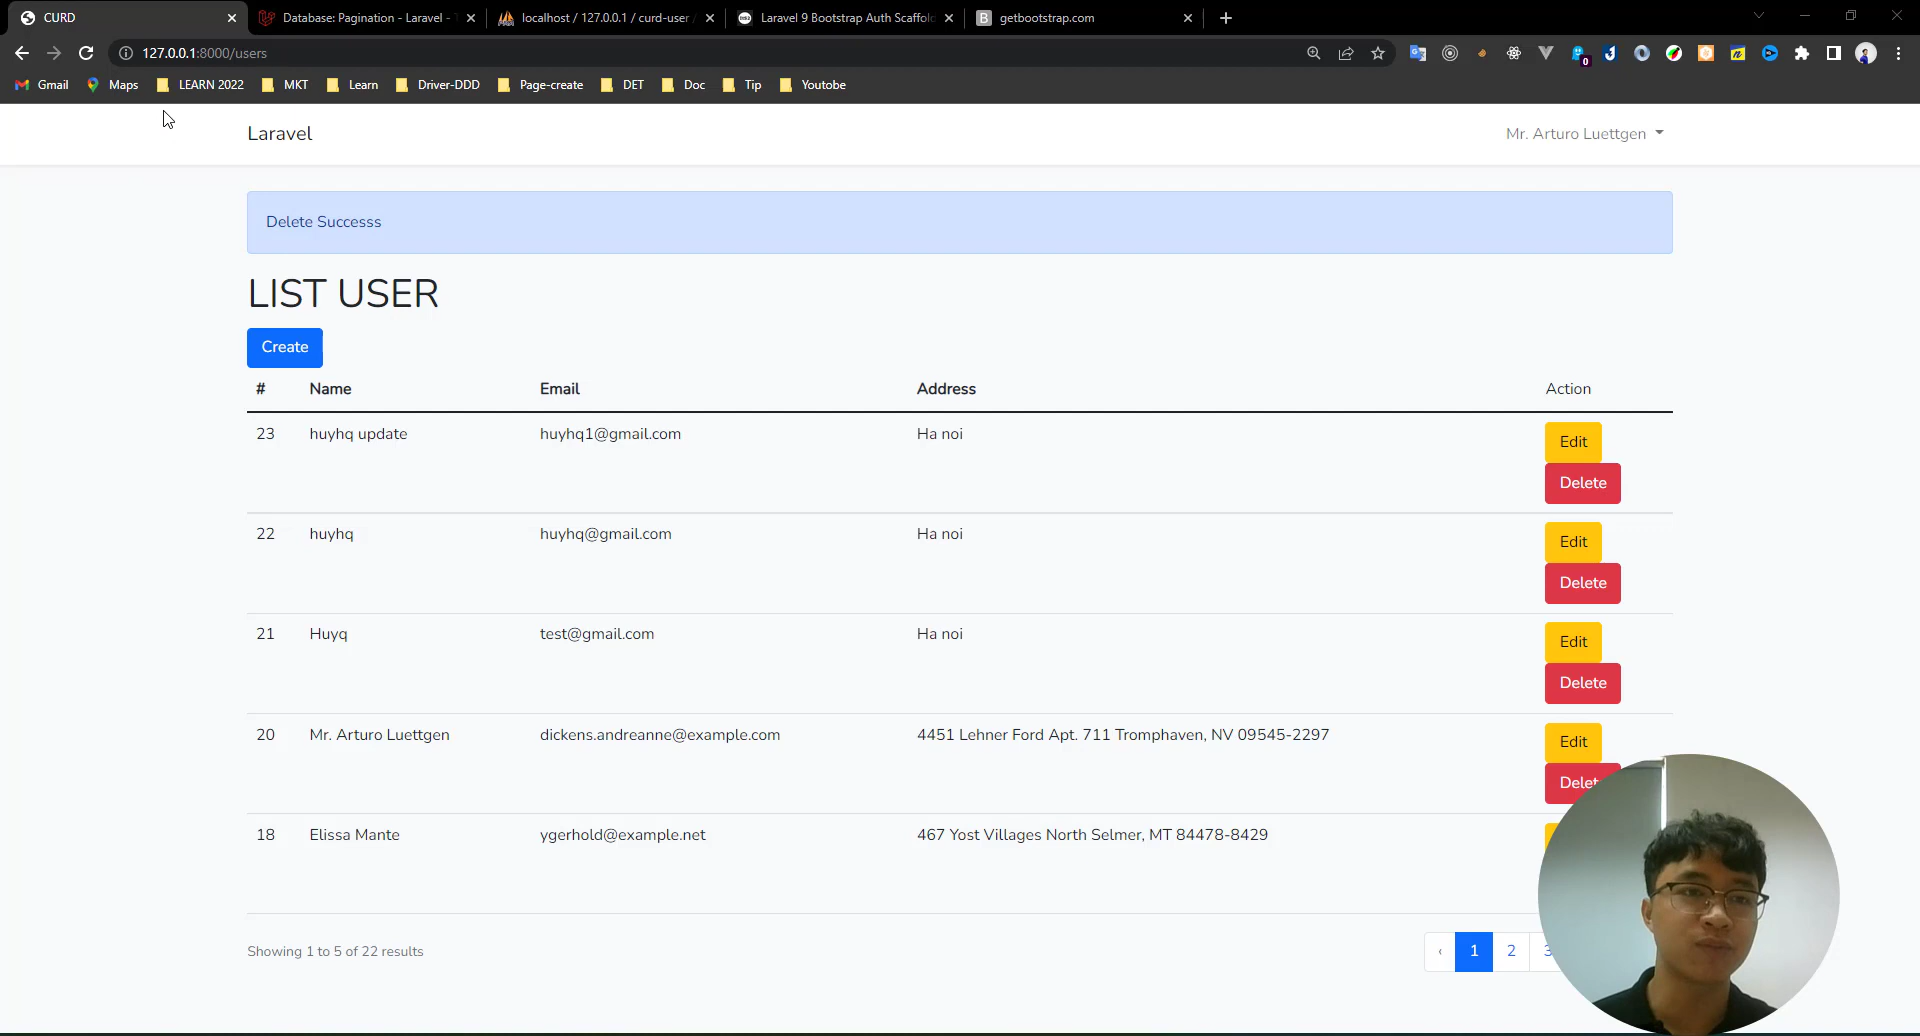 CURD
Database: Pagination - Laravel -
localhost / 127.0.0.1 / curd-user
Laravel 9 Bootstrap Auth Scaffold
B getbootstrap.com
127.0.0.1:8000/users
0
Gmail Maps LEARN 2022 MKT Learn Driver-DDD Page-create DET Doc Tip Youtube
Laravel
Mr. Arturo Luettgen
Delete Successs
LIST USER
Create
# Name Email Address Action
23 huyhq update huyhq1@gmail.com Ha noi Edit
Delete
22 huyhq huyhq@gmail.com Ha noi Edit
Delete
21 Huyq test@gmail.com Ha noi Edit
Delete
20 Mr. Arturo Luettgen dickens.andreanne@example.com 4451 Lehner Ford Apt. 711 Tromphaven, NV 09545-2297 Edit
Delet
18 Elissa Mante ygerhold@example.net 467 Yost Villages North Selmer, MT 84478-8429
Showing 1 to 5 of 22 results
‹ 1 2 3